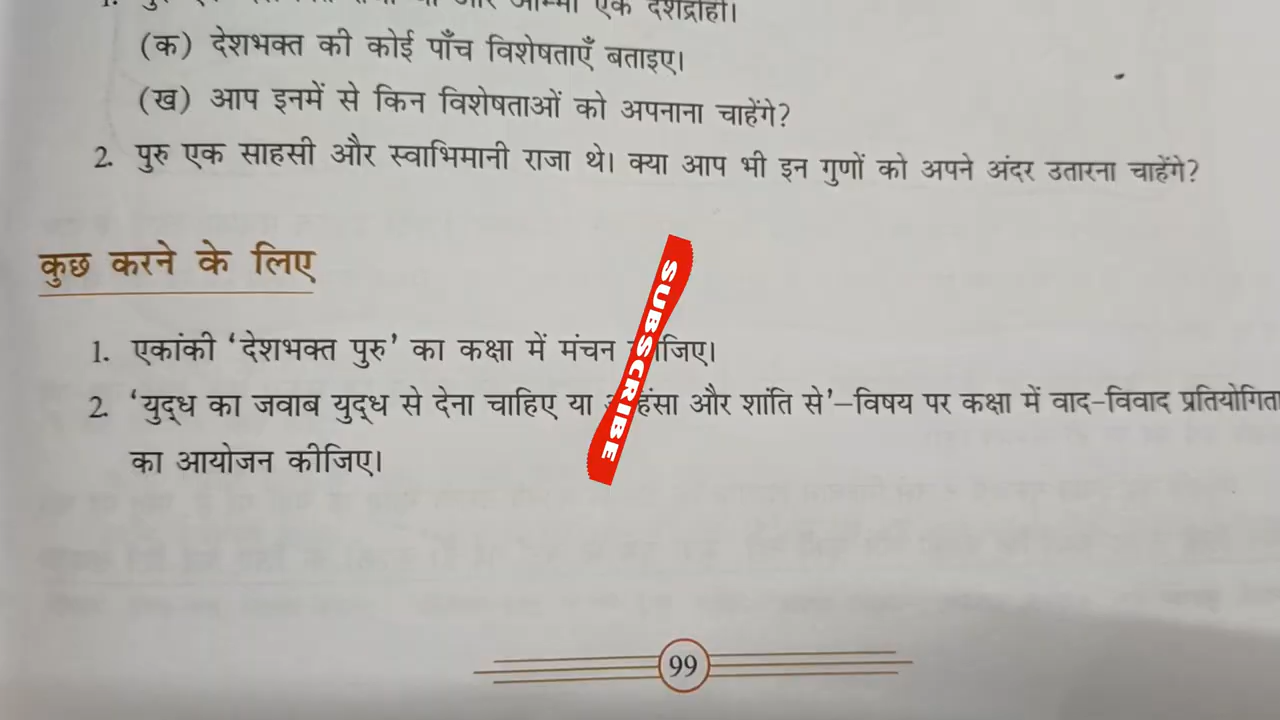 देशद्रोही।
(क) देशभक्त की कोई पाँच विशेषताएँ बताइए।
(ख) आप इनमें से किन विशेषताओं को अपनाना चाहेंगे?
2. पुरु एक साहसी और स्वाभिमानी राजा थे। क्या आप भी इन गुणों को अपने अंदर उतारना चाहेंगे?
कुछ करने के लिए
1. एकांकी ‘देशभक्त पुरु’ का कक्षा में मंचन
2. ‘युद्ध का जवाब युद्ध से देना चाहिए या और शांति से’–विषय पर कक्षा में वाद-विवाद प्रतियोगिता
का आयोजन कीजिए।
SUBSCRIBE
99